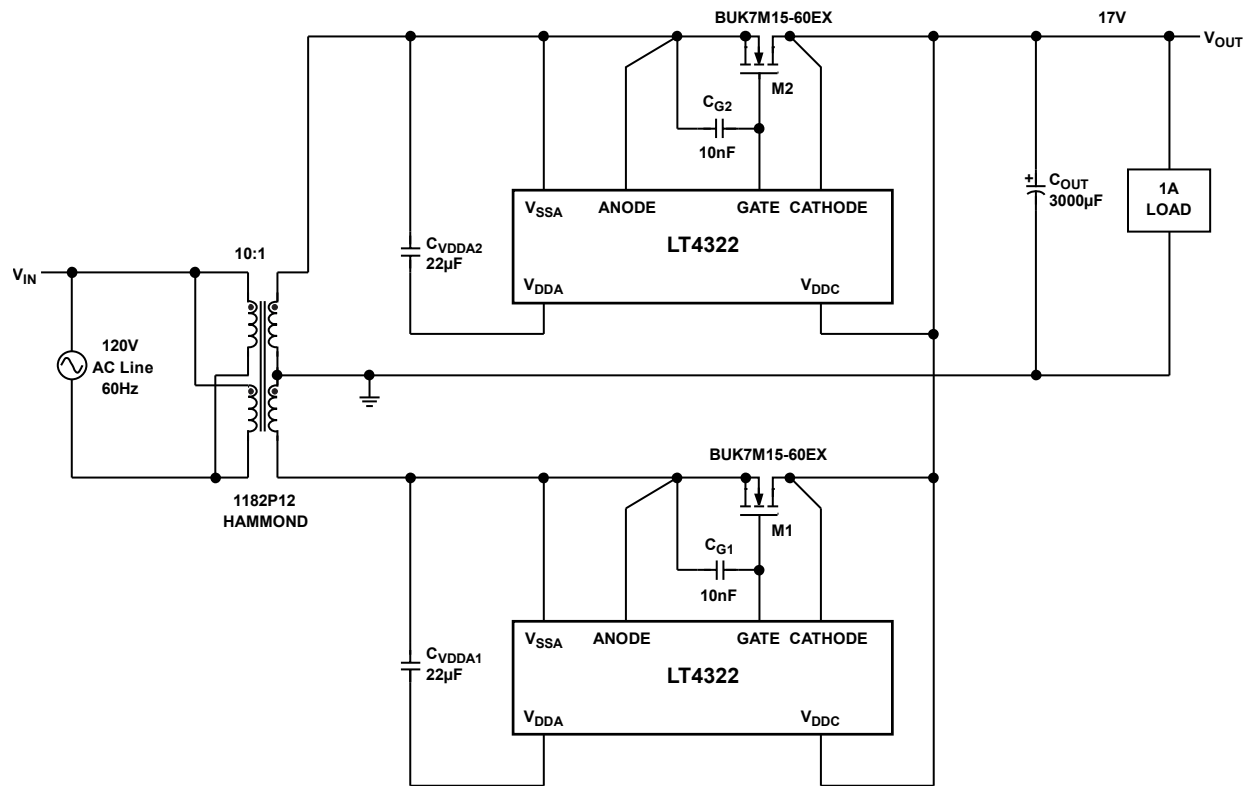 BUK7M15-60EX
17V
VOUT
M2
CG2
10nF
COUT
3000μF
+
1A
LOAD
VSSA
ANODE
GATE
CATHODE
LT4322
VDDA
VDDC
CVDDA2
22μF
10:1
VIN
120V
AC Line
60Hz
1182P12
HAMMOND
BUK7M15-60EX
M1
CG1
10nF
VSSA
ANODE
GATE
CATHODE
LT4322
VDDA
VDDC
CVDDA1
22μF